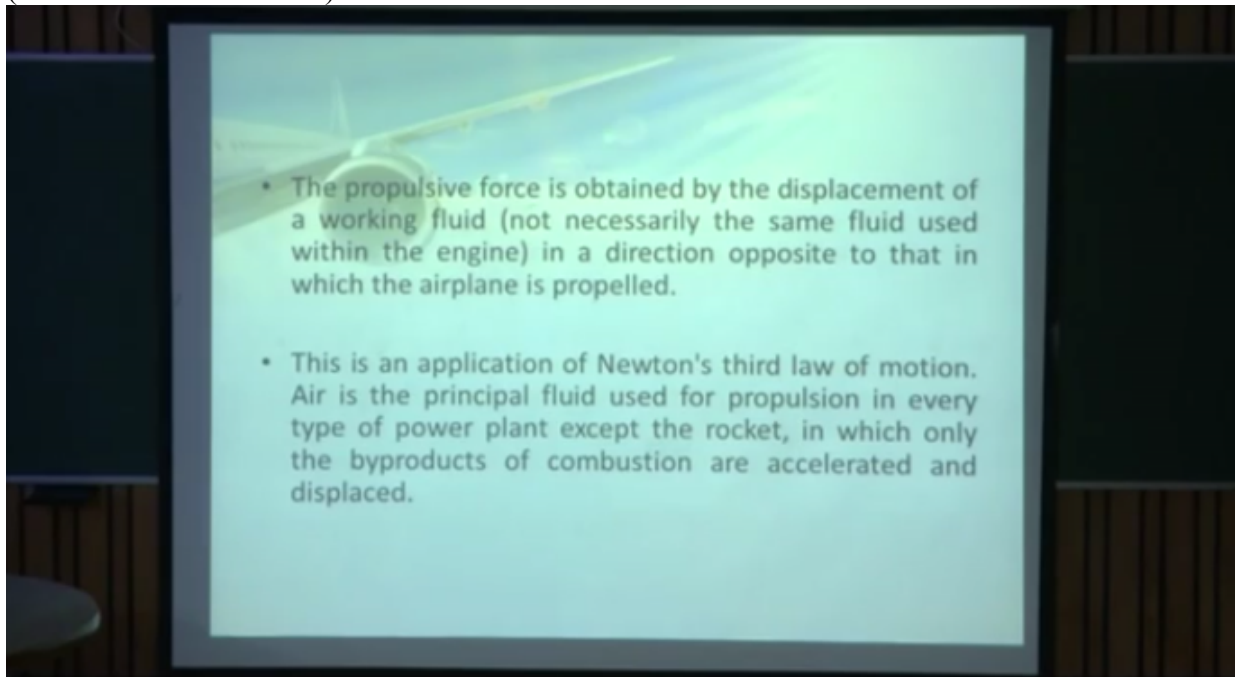 • The propulsive force is obtained by the displacement of
a working fluid (not necessarily the same fluid used
within the engine) in a direction opposite to that in
which the airplane is propelled.
• This is an application of Newton's third law of motion.
Air is the principal fluid used for propulsion in every
type of power plant except the rocket, in which only
the byproducts of combustion are accelerated and
displaced.